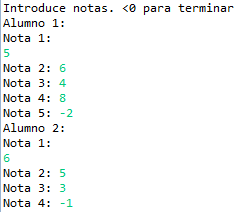 Introduce notas. <0 para terminar
Alumno 1:
Nota 1:
5
Nota 2: 6
Nota 3: 4
Nota 4: 8
Nota 5: -2
Alumno 2:
Nota 1:
6
Nota 2: 5
Nota 3: 3
Nota 4: -1